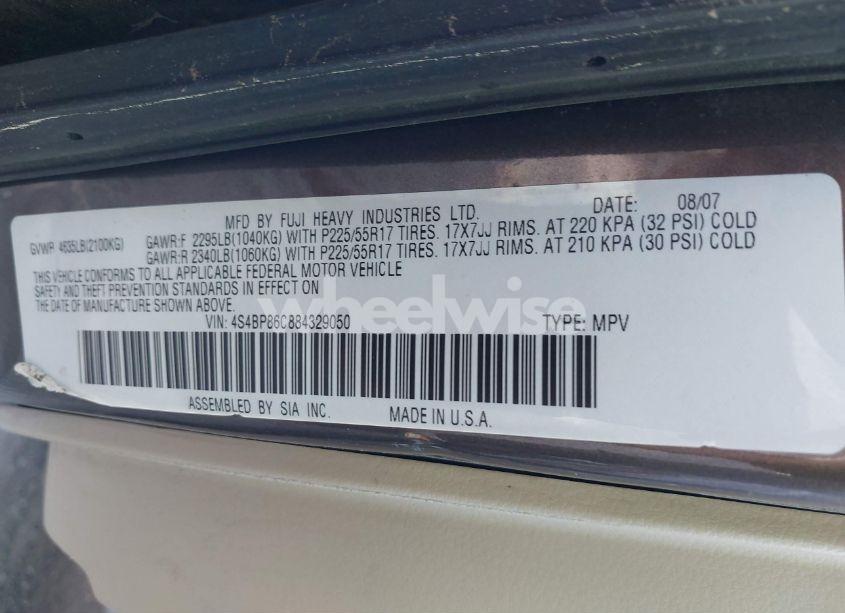 MFD BY FUJI HEAVY INDUSTRIES LTD. DATE: 08/07
GVWR 4635LB(2100KG) GAWR:F 2295LB(1040KG) WITH P225/55R17 TIRES. 17X7JJ RIMS. AT 220 KPA (32 PSI) COLD
GAWR:R 2340LB(1060KG) WITH P225/55R17 TIRES. 17X7JJ RIMS. AT 210 KPA (30 PSI) COLD
THIS VEHICLE CONFORMS TO ALL APPLICABLE FEDERAL MOTOR VEHICLE
SAFETY AND THEFT PREVENTION STANDARDS IN EFFECT ON
THE DATE OF MANUFACTURE SHOWN ABOVE.
wheelwise
VIN: 4S4BP86C884329050 TYPE: MPV
ASSEMBLED BY SIA INC. MADE IN U.S.A.